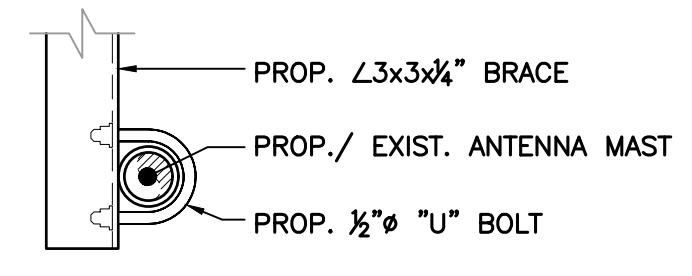 PROP. ∠3x3x¼" BRACE
PROP./ EXIST. ANTENNA MAST
PROP. ½"ø "U" BOLT